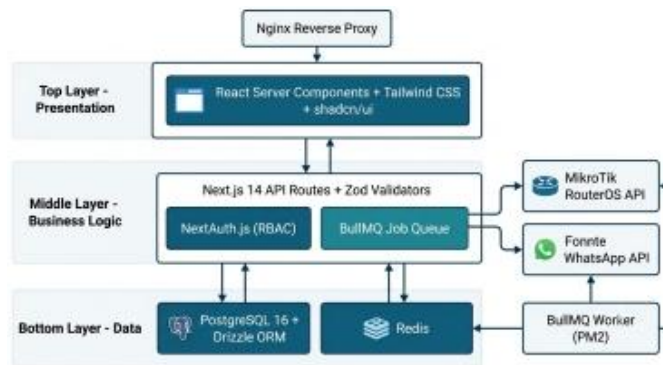 Nginx Reverse Proxy
Top Layer -
Presentation
React Server Components + Tailwind CSS
+ shadcn/ui
Middle Layer -
Business Logic
Next.js 14 API Routes + Zod Validators
NextAuth.js (RBAC)
BullMQ Job Queue
MikroTik
RouterOS API
Fonnte
WhatsApp API
Bottom Layer - Data
PostgreSQL 16 +
Drizzle ORM
Redis
BullMQ Worker
(PM2)